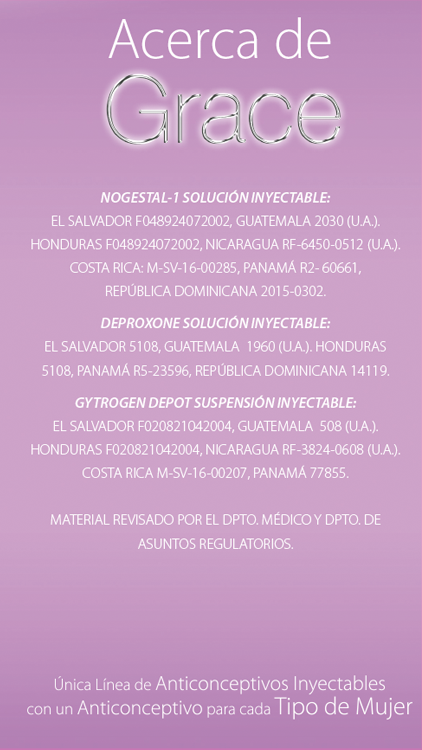 Acerca de
Grace
NOGESTAL-1 SOLUCIÓN INYECTABLE:
EL SALVADOR F048924072002, GUATEMALA 2030 (U.A.).
HONDURAS F048924072002, NICARAGUA RF-6450-0512 (U.A.).
COSTA RICA: M-SV-16-00285, PANAMÁ R2- 60661,
REPÚBLICA DOMINICANA 2015-0302.
DEPROXONE SOLUCIÓN INYECTABLE:
EL SALVADOR 5108, GUATEMALA 1960 (U.A.). HONDURAS
5108, PANAMÁ R5-23596, REPÚBLICA DOMINICANA 14119.
GYTROGEN DEPOT SUSPENSIÓN INYECTABLE:
EL SALVADOR F020821042004, GUATEMALA 508 (U.A.).
HONDURAS F020821042004, NICARAGUA RF-3824-0608 (U.A.).
COSTA RICA M-SV-16-00207, PANAMÁ 77855.
MATERIAL REVISADO POR EL DPTO. MÉDICO Y DPTO. DE
ASUNTOS REGULATORIOS.
Única Línea de Anticonceptivos Inyectables
con un Anticonceptivo para cada Tipo de Mujer